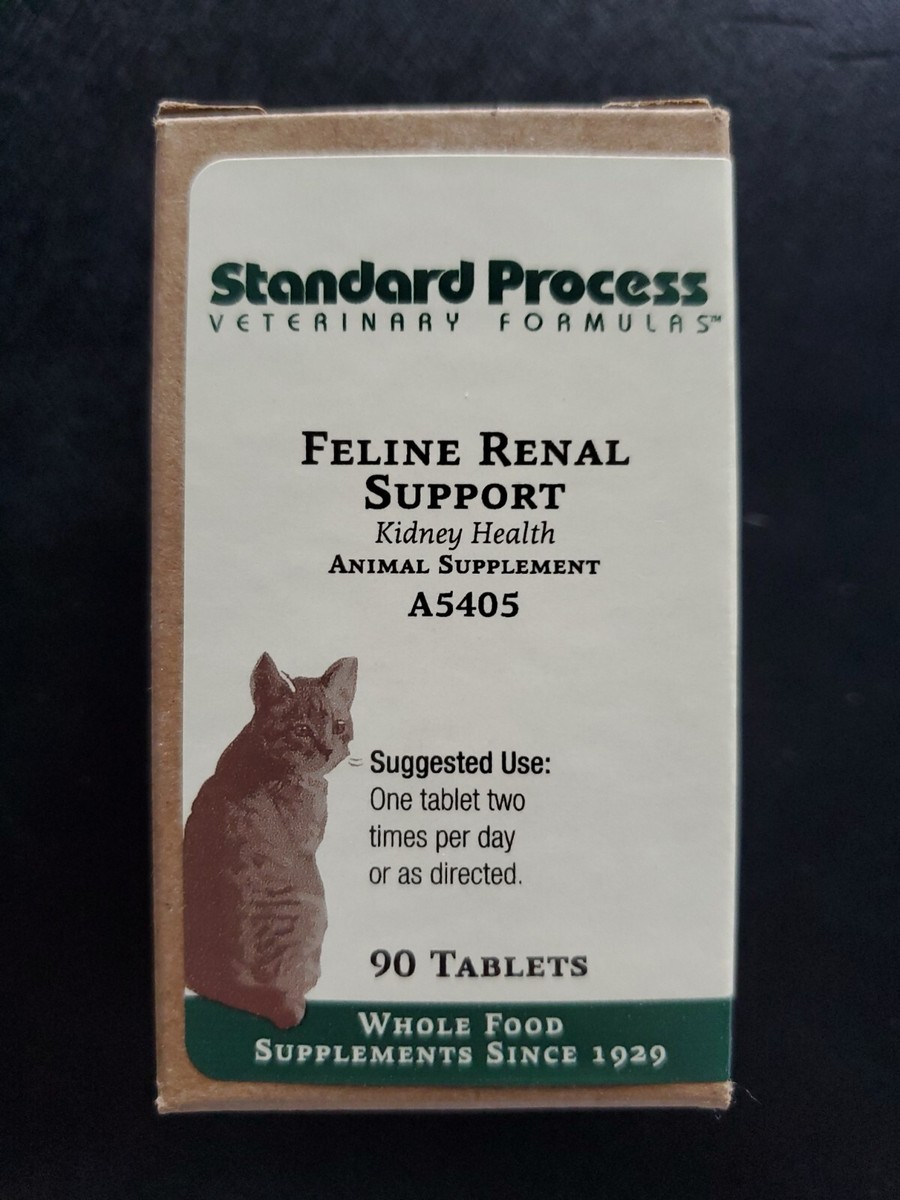 Standard Process
VETERINARY FORMULAS™
FELINE RENAL
SUPPORT
Kidney Health
ANIMAL SUPPLEMENT
A5405
Suggested Use:
One tablet two
times per day
or as directed.
90 TABLETS
WHOLE FOOD
SUPPLEMENTS SINCE 1929